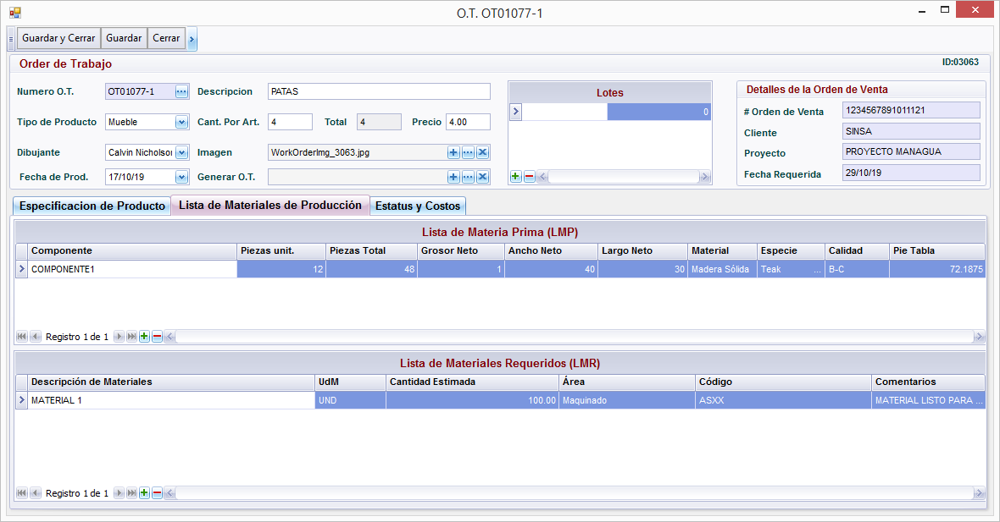 O.T. OT01077-1
Guardar y Cerrar Guardar Cerrar
Order de Trabajo ID:03063
Numero O.T. OT01077-1 ... Descripcion PATAS
Tipo de Producto Mueble Cant. Por Art. 4 Total 4 Precio 4.00
Dibujante Calvin Nicholson Imagen WorkOrderImg_3063.jpg ...
Fecha de Prod. 17/10/19 Generar O.T. ...
Lotes
0
Detalles de la Orden de Venta
# Orden de Venta 1234567891011121
Cliente SINSA
Proyecto PROYECTO MANAGUA
Fecha Requerida 29/10/19
Especificacion de Producto Lista de Materiales de Producción Estatus y Costos
Lista de Materia Prima (LMP)
Componente Piezas unit. Piezas Total Grosor Neto Ancho Neto Largo Neto Material Especie Calidad Pie Tabla
COMPONENTE1 12 48 1 40 30 Madera Sólida Teak ... B-C 72.1875
Registro 1 de 1
Lista de Materiales Requeridos (LMR)
Descripción de Materiales UdM Cantidad Estimada Área Código Comentarios
MATERIAL 1 UND 100.00 Maquinado ASXX MATERIAL LISTO PARA ...
Registro 1 de 1